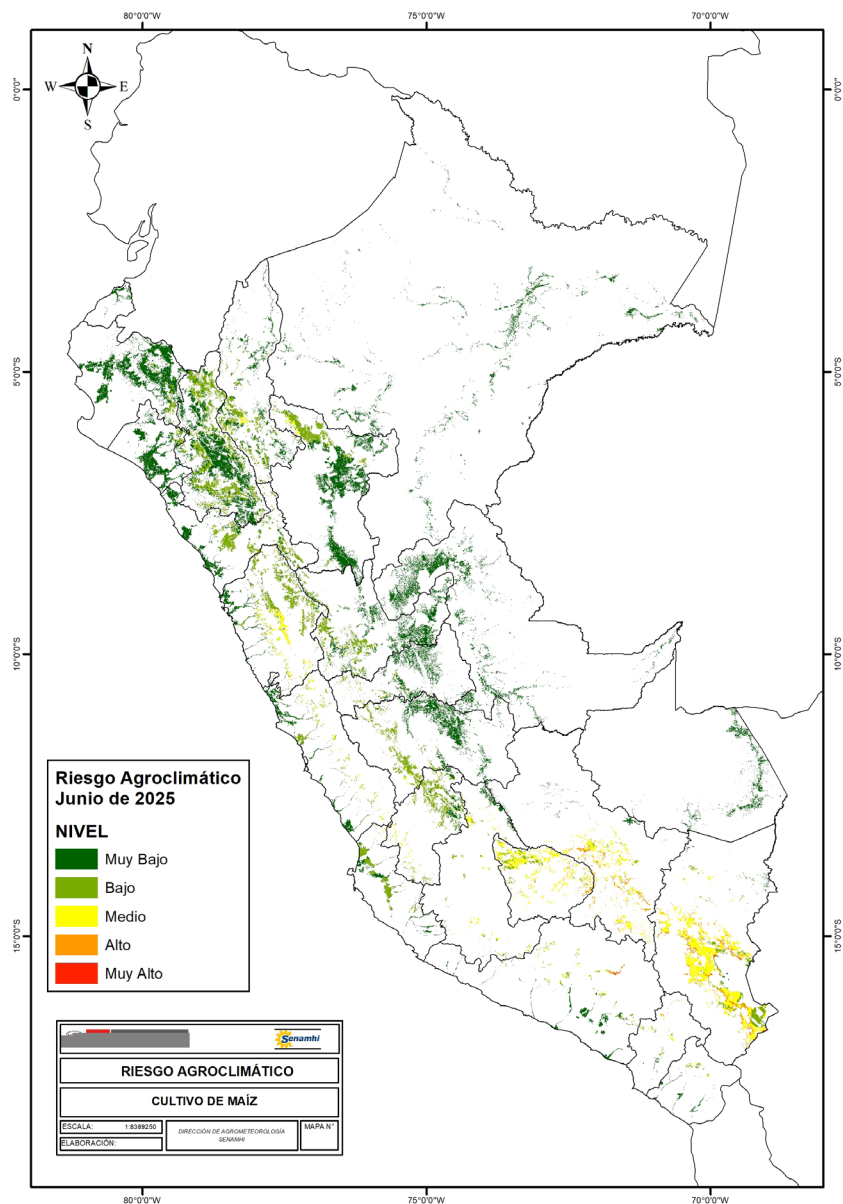 80°0'0"W 75°0'0"W 70°0'0"W
N
W E
S
0°0'0" 0°0'0"
5°0'0"S 5°0'0"S
10°0'0"S 10°0'0"S
15°0'0"S 15°0'0"S
Riesgo Agroclimático
Junio de 2025
NIVEL
Muy Bajo
Bajo
Medio
Alto
Muy Alto
Senamhi
RIESGO AGROCLIMÁTICO
CULTIVO DE MAÍZ
ESCALA: 1:8389250
DIRECCIÓN DE AGROMETEOROLOGÍA
SENAMHI
MAPA N°
ELABORACIÓN:
80°0'0"W 75°0'0"W 70°0'0"W